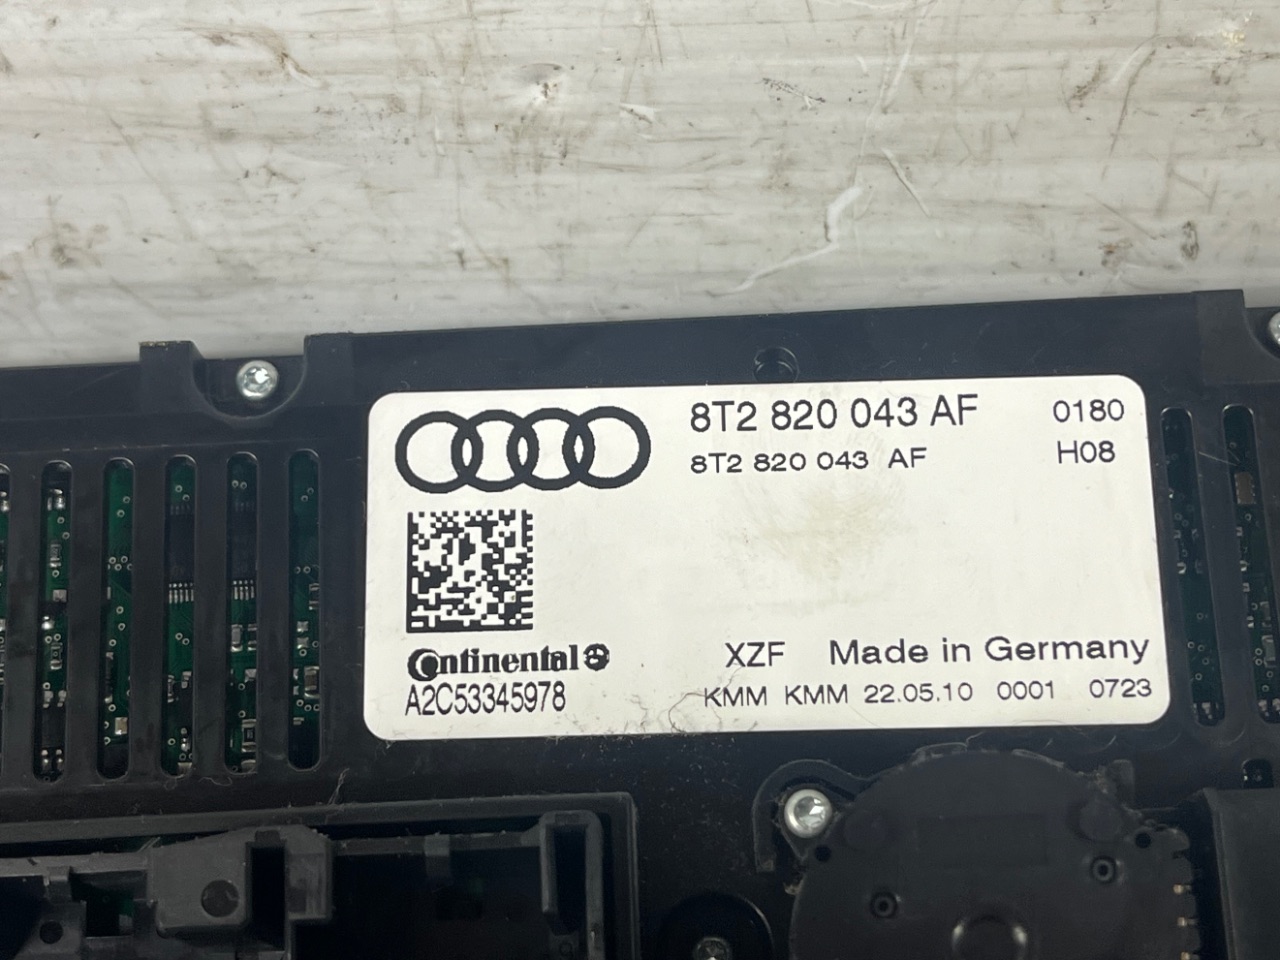 8T2 820 043 AF 0180
8T2 820 043 AF H08
Continental
A2C53345978
XZF Made in Germany
KMM KMM 22.05.10 0001 0723